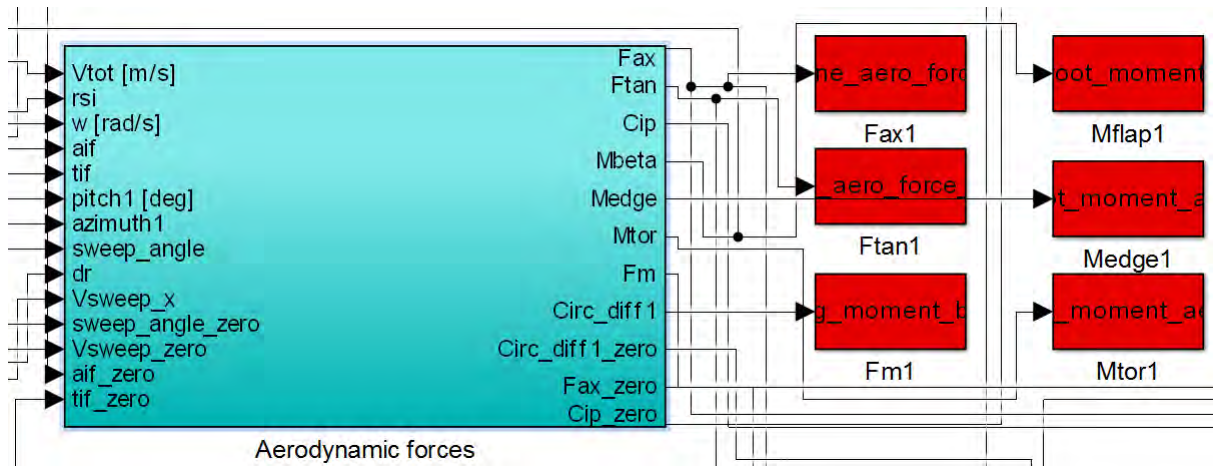 Vtot [m/s]
rsi
w [rad/s]
aif
tif
pitch1 [deg]
azimuth1
sweep_angle
dr
Vsweep_x
sweep_angle_zero
Vsweep_zero
aif_zero
tif_zero
Fax
Ftan
Cip
Mbeta
Medge
Mtor
Fm
Circ_diff1
Circ_diff1_zero
Fax_zero
Cip_zero
Aerodynamic forces
ne_aero_forc
Fax1
_aero_force_
Ftan1
g_moment_b
Fm1
oot_moment
Mflap1
t_moment_a
Medge1
_moment_ae
Mtor1